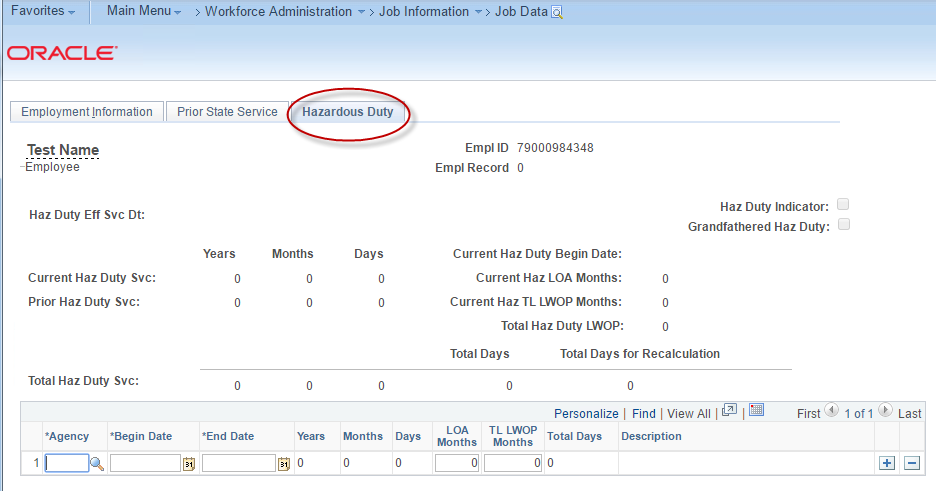 Favorites Main Menu > Workforce Administration > Job Information > Job Data
ORACLE
Employment Information Prior State Service Hazardous Duty
Test Name Empl ID 79000984348
Employee Empl Record 0
Haz Duty Indicator:
Haz Duty Eff Svc Dt:
Grandfathered Haz Duty:
Years Months Days Current Haz Duty Begin Date:
Current Haz Duty Svc: 0 0 0 Current Haz LOA Months: 0
Prior Haz Duty Svc: 0 0 0 Current Haz TL LWOP Months: 0
Total Haz Duty LWOP: 0
Total Days Total Days for Recalculation
Total Haz Duty Svc: 0 0 0 0 0
Personalize | Find | View All | | First 1 of 1 Last
*Agency *Begin Date *End Date Years Months Days LOA Months TL LWOP Months Total Days Description
1 31 31 0 0 0 0 0 0 + −